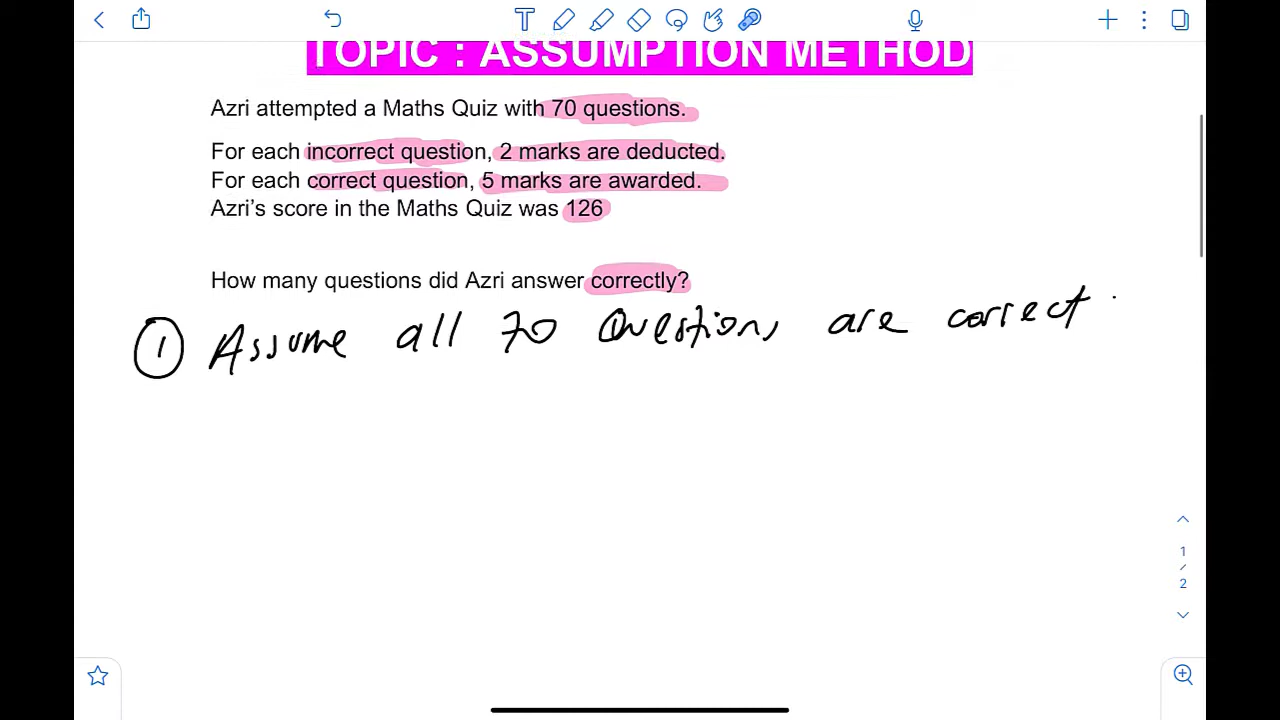 TOPIC : ASSUMPTION METHOD
Azri attempted a Maths Quiz with 70 questions.
For each incorrect question, 2 marks are deducted.
For each correct question, 5 marks are awarded.
Azri's score in the Maths Quiz was 126
How many questions did Azri answer correctly?
① Assume all 70 Questions are correct.
1
/
2